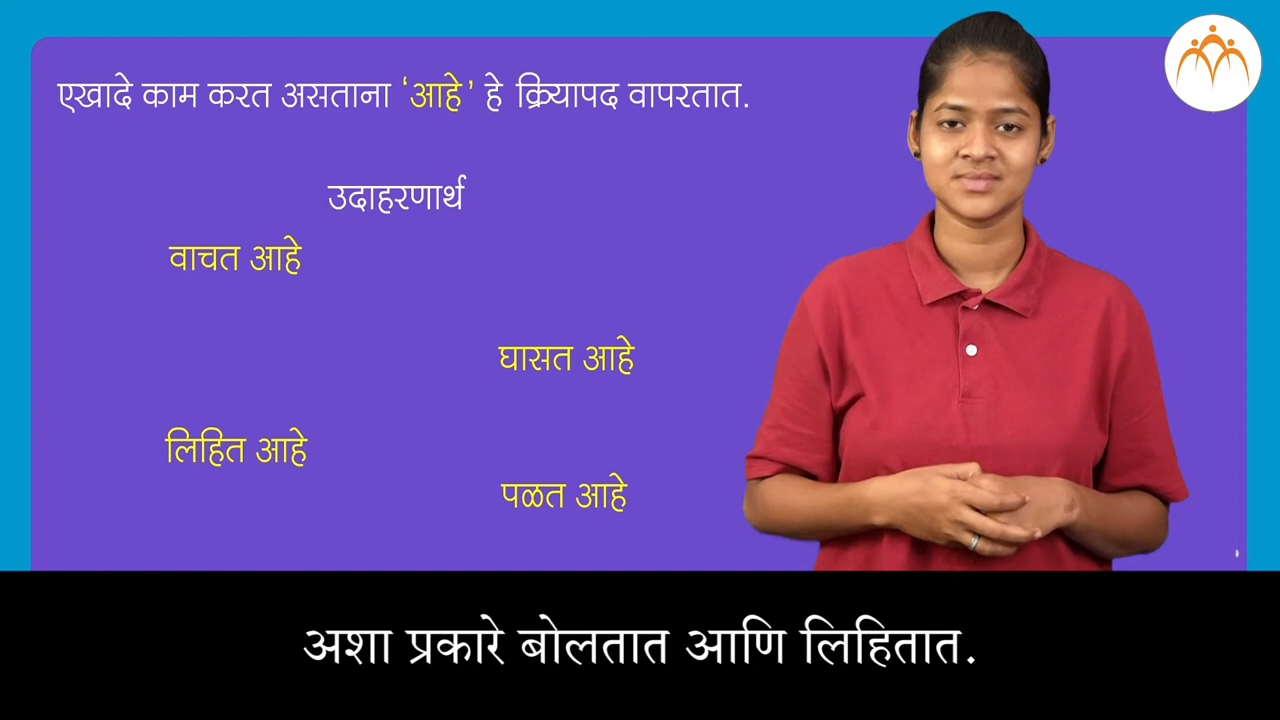 एखादे काम करत असताना ‘आहे’ हे क्रियापद वापरतात.
उदाहरणार्थ
वाचत आहे
घासत आहे
लिहित आहे
पळत आहे
अशा प्रकारे बोलतात आणि लिहितात.